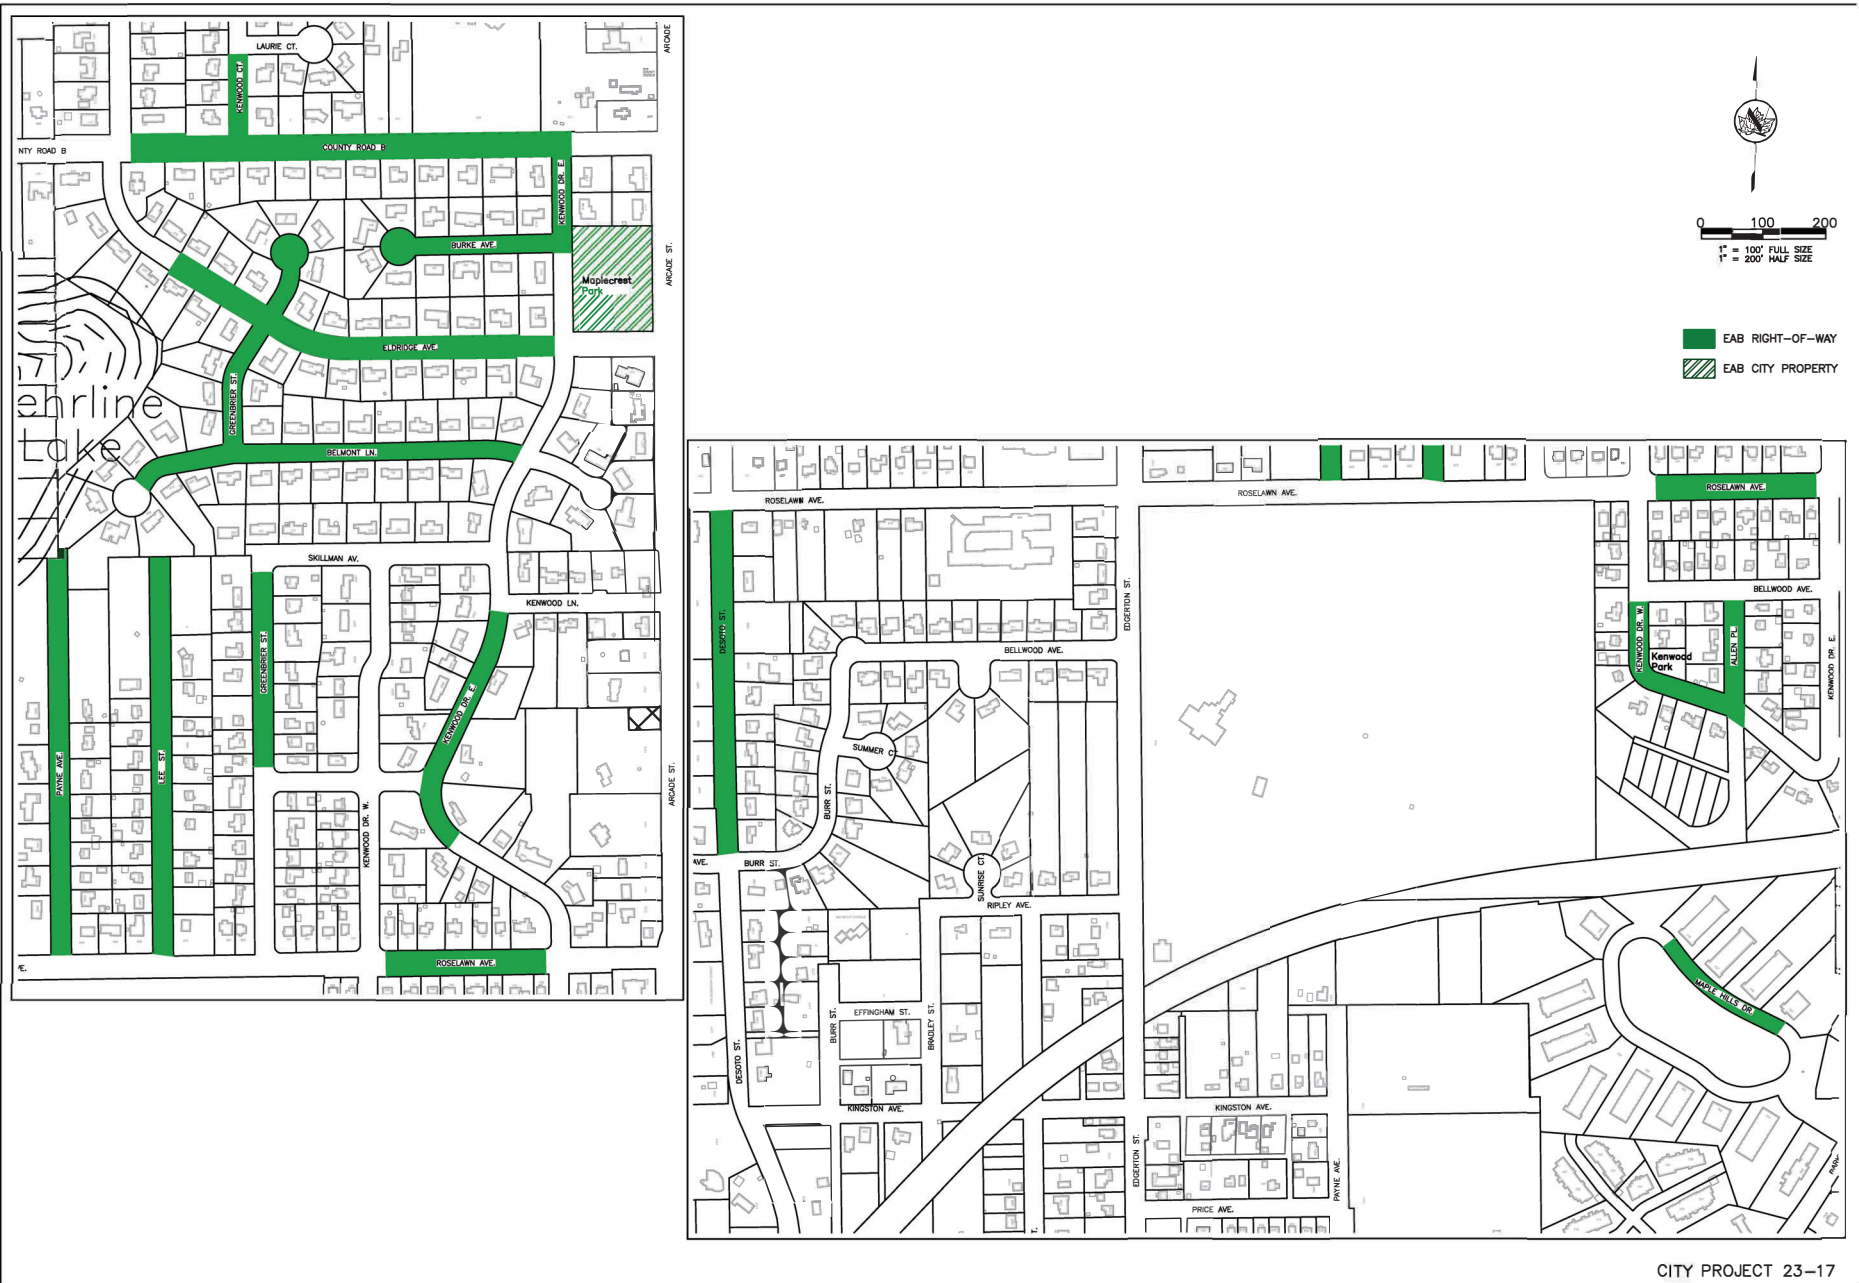 LAURIE CT.
ARCADE
KENWOOD CT.
NTY ROAD B
COUNTY ROAD B
KENWOOD DR. E.
BURKE AVE.
ARCADE ST.
Maplecrest
Park
ELDRIDGE AVE.
ehrline
Lake
GREENBRIER ST.
BELMONT LN.
SKILLMAN AV.
KENWOOD LN.
GREENBRIER ST.
KENWOOD DR. E.
PAYNE AVE.
LEE ST.
ARCADE ST.
KENWOOD DR. W.
ROSELAWN AVE.
0 100 200
1" = 100' FULL SIZE
1" = 200' HALF SIZE
EAB RIGHT-OF-WAY
EAB CITY PROPERTY
ROSELAWN AVE.
ROSELAWN AVE.
ROSELAWN AVE.
DESOTO ST.
EDGERTON ST.
BELLWOOD AVE.
BELLWOOD AVE.
KENWOOD DR. W.
Kenwood
Park
ALLEN PL.
KENWOOD DR. E.
SUMMER CT.
BURR ST.
AVE.
BURR ST.
SUNRISE CT.
RIPLEY AVE.
MAPLE HILLS DR.
EFFINGHAM ST.
BURR ST.
BRADLEY ST.
DESOTO ST.
KINGSTON AVE.
KINGSTON AVE.
EDGERTON ST.
PAYNE AVE.
PRICE AVE.
CITY PROJECT 23-17